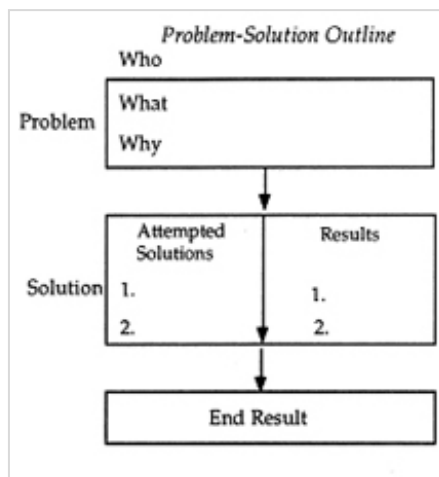 Problem-Solution Outline
Who
Problem
What
Why
Solution
Attempted
Solutions
1.
2.
Results
1.
2.
End Result